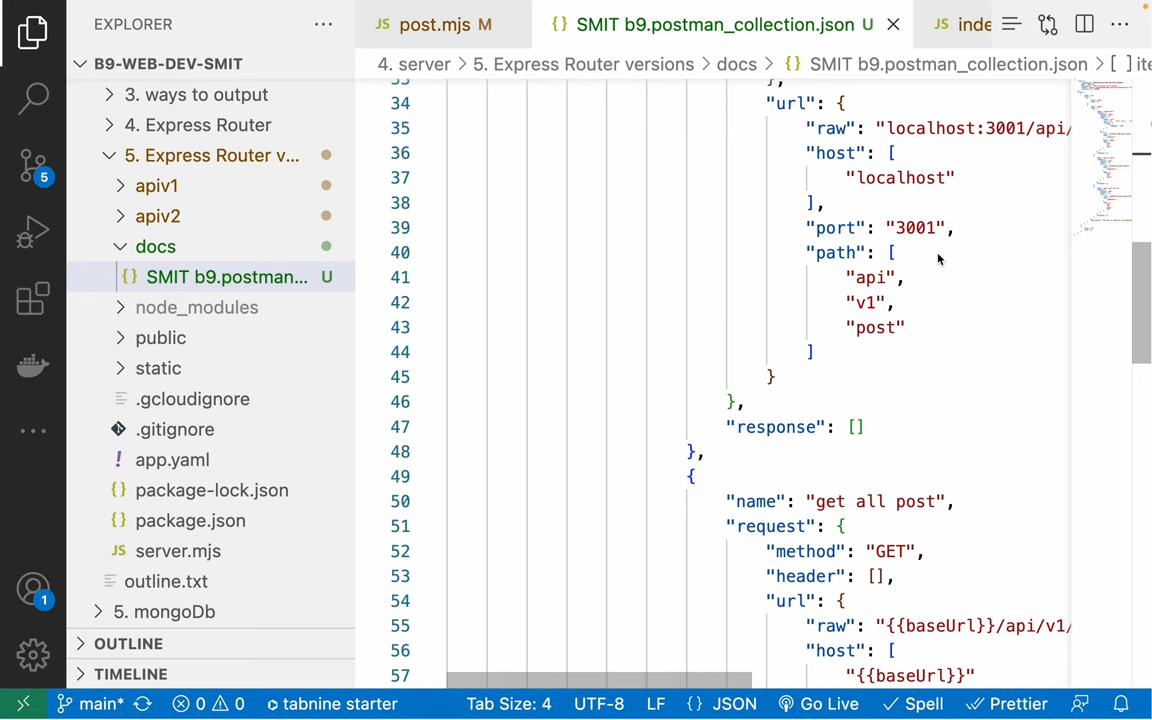 EXPLORER
B9-WEB-DEV-SMIT
3. ways to output
4. Express Router
5. Express Router v...
apiv1
apiv2
docs
{} SMIT b9.postman... U
node_modules
public
static
.gcloudignore
.gitignore
! app.yaml
{} package-lock.json
{} package.json
JS server.mjs
outline.txt
5. mongoDb
OUTLINE
TIMELINE
5
1
JS post.mjs M
{} SMIT b9.postman_collection.json U
JS inde
4. server > 5. Express Router versions > docs > {} SMIT b9.postman_collection.json > [ ] ite
33 },
34 "url": {
35 "raw": "localhost:3001/api/
36 "host": [
37 "localhost"
38 ],
39 "port": "3001",
40 "path": [
41 "api",
42 "v1",
43 "post"
44 ]
45 }
46 },
47 "response": []
48 },
49 {
50 "name": "get all post",
51 "request": {
52 "method": "GET",
53 "header": [],
54 "url": {
55 "raw": "{{baseUrl}}/api/v1/
56 "host": [
57 "{{baseUrl}}"
main* 0 0 tabnine starter Tab Size: 4 UTF-8 LF {} JSON Go Live Spell Prettier